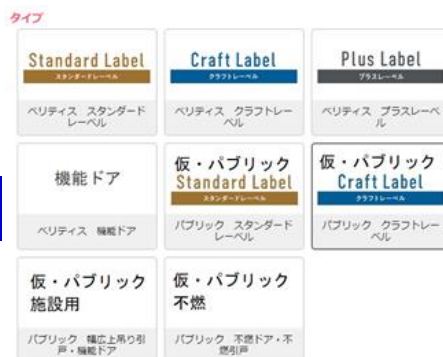 タイプ
Standard Label
スタンダードレーベル
ベリティス スタンダード
レーベル
Craft Label
クラフトレーベル
ベリティス クラフトレー
ベル
Plus Label
プラスレーベル
ベリティス プラスレーベ
ル
機能ドア
ベリティス 機能ドア
仮・パブリック
Standard Label
スタンダードレーベル
パブリック スタンダード
レーベル
仮・パブリック
Craft Label
クラフトレーベル
パブリック クラフトレー
ベル
仮・パブリック
施設用
パブリック 幅広上吊り引
戸・機能ドア
仮・パブリック
不燃
パブリック 不燃ドア・不
燃引戸